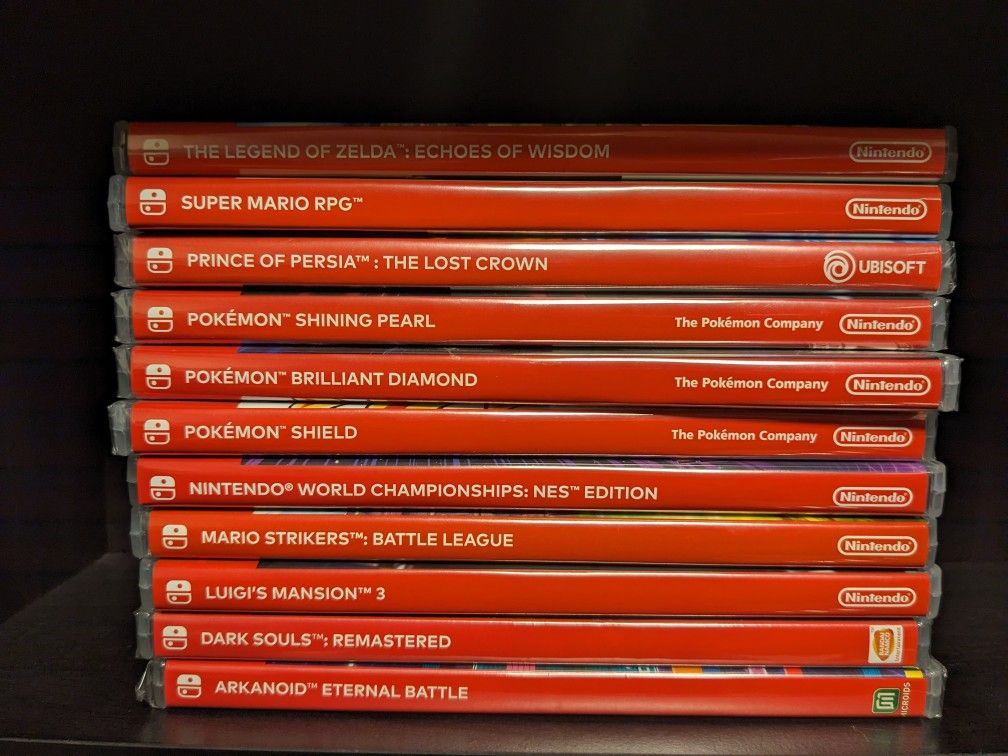 THE LEGEND OF ZELDA™: ECHOES OF WISDOM Nintendo
SUPER MARIO RPG™ Nintendo
PRINCE OF PERSIA™ : THE LOST CROWN UBISOFT
POKÉMON™ SHINING PEARL The Pokémon Company Nintendo
POKÉMON™ BRILLIANT DIAMOND The Pokémon Company Nintendo
POKÉMON™ SHIELD The Pokémon Company Nintendo
NINTENDO® WORLD CHAMPIONSHIPS: NES™ EDITION Nintendo
MARIO STRIKERS™: BATTLE LEAGUE Nintendo
LUIGI'S MANSION™ 3 Nintendo
DARK SOULS™: REMASTERED BANDAI NAMCO Entertainment
ARKANOID™ ETERNAL BATTLE MICROIDS